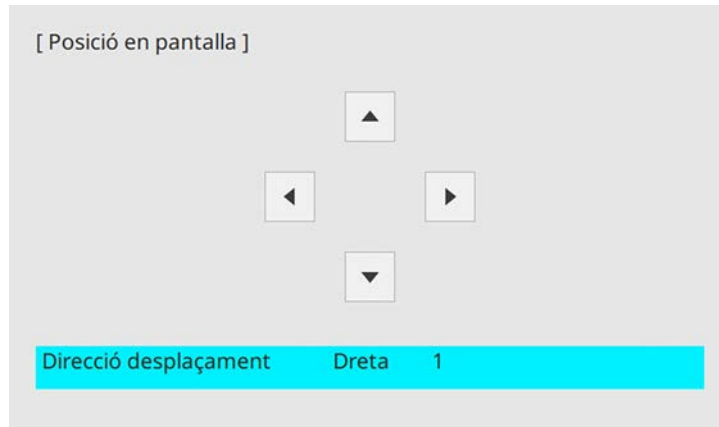 [ Posició en pantalla ]
Direcció desplaçament Dreta 1